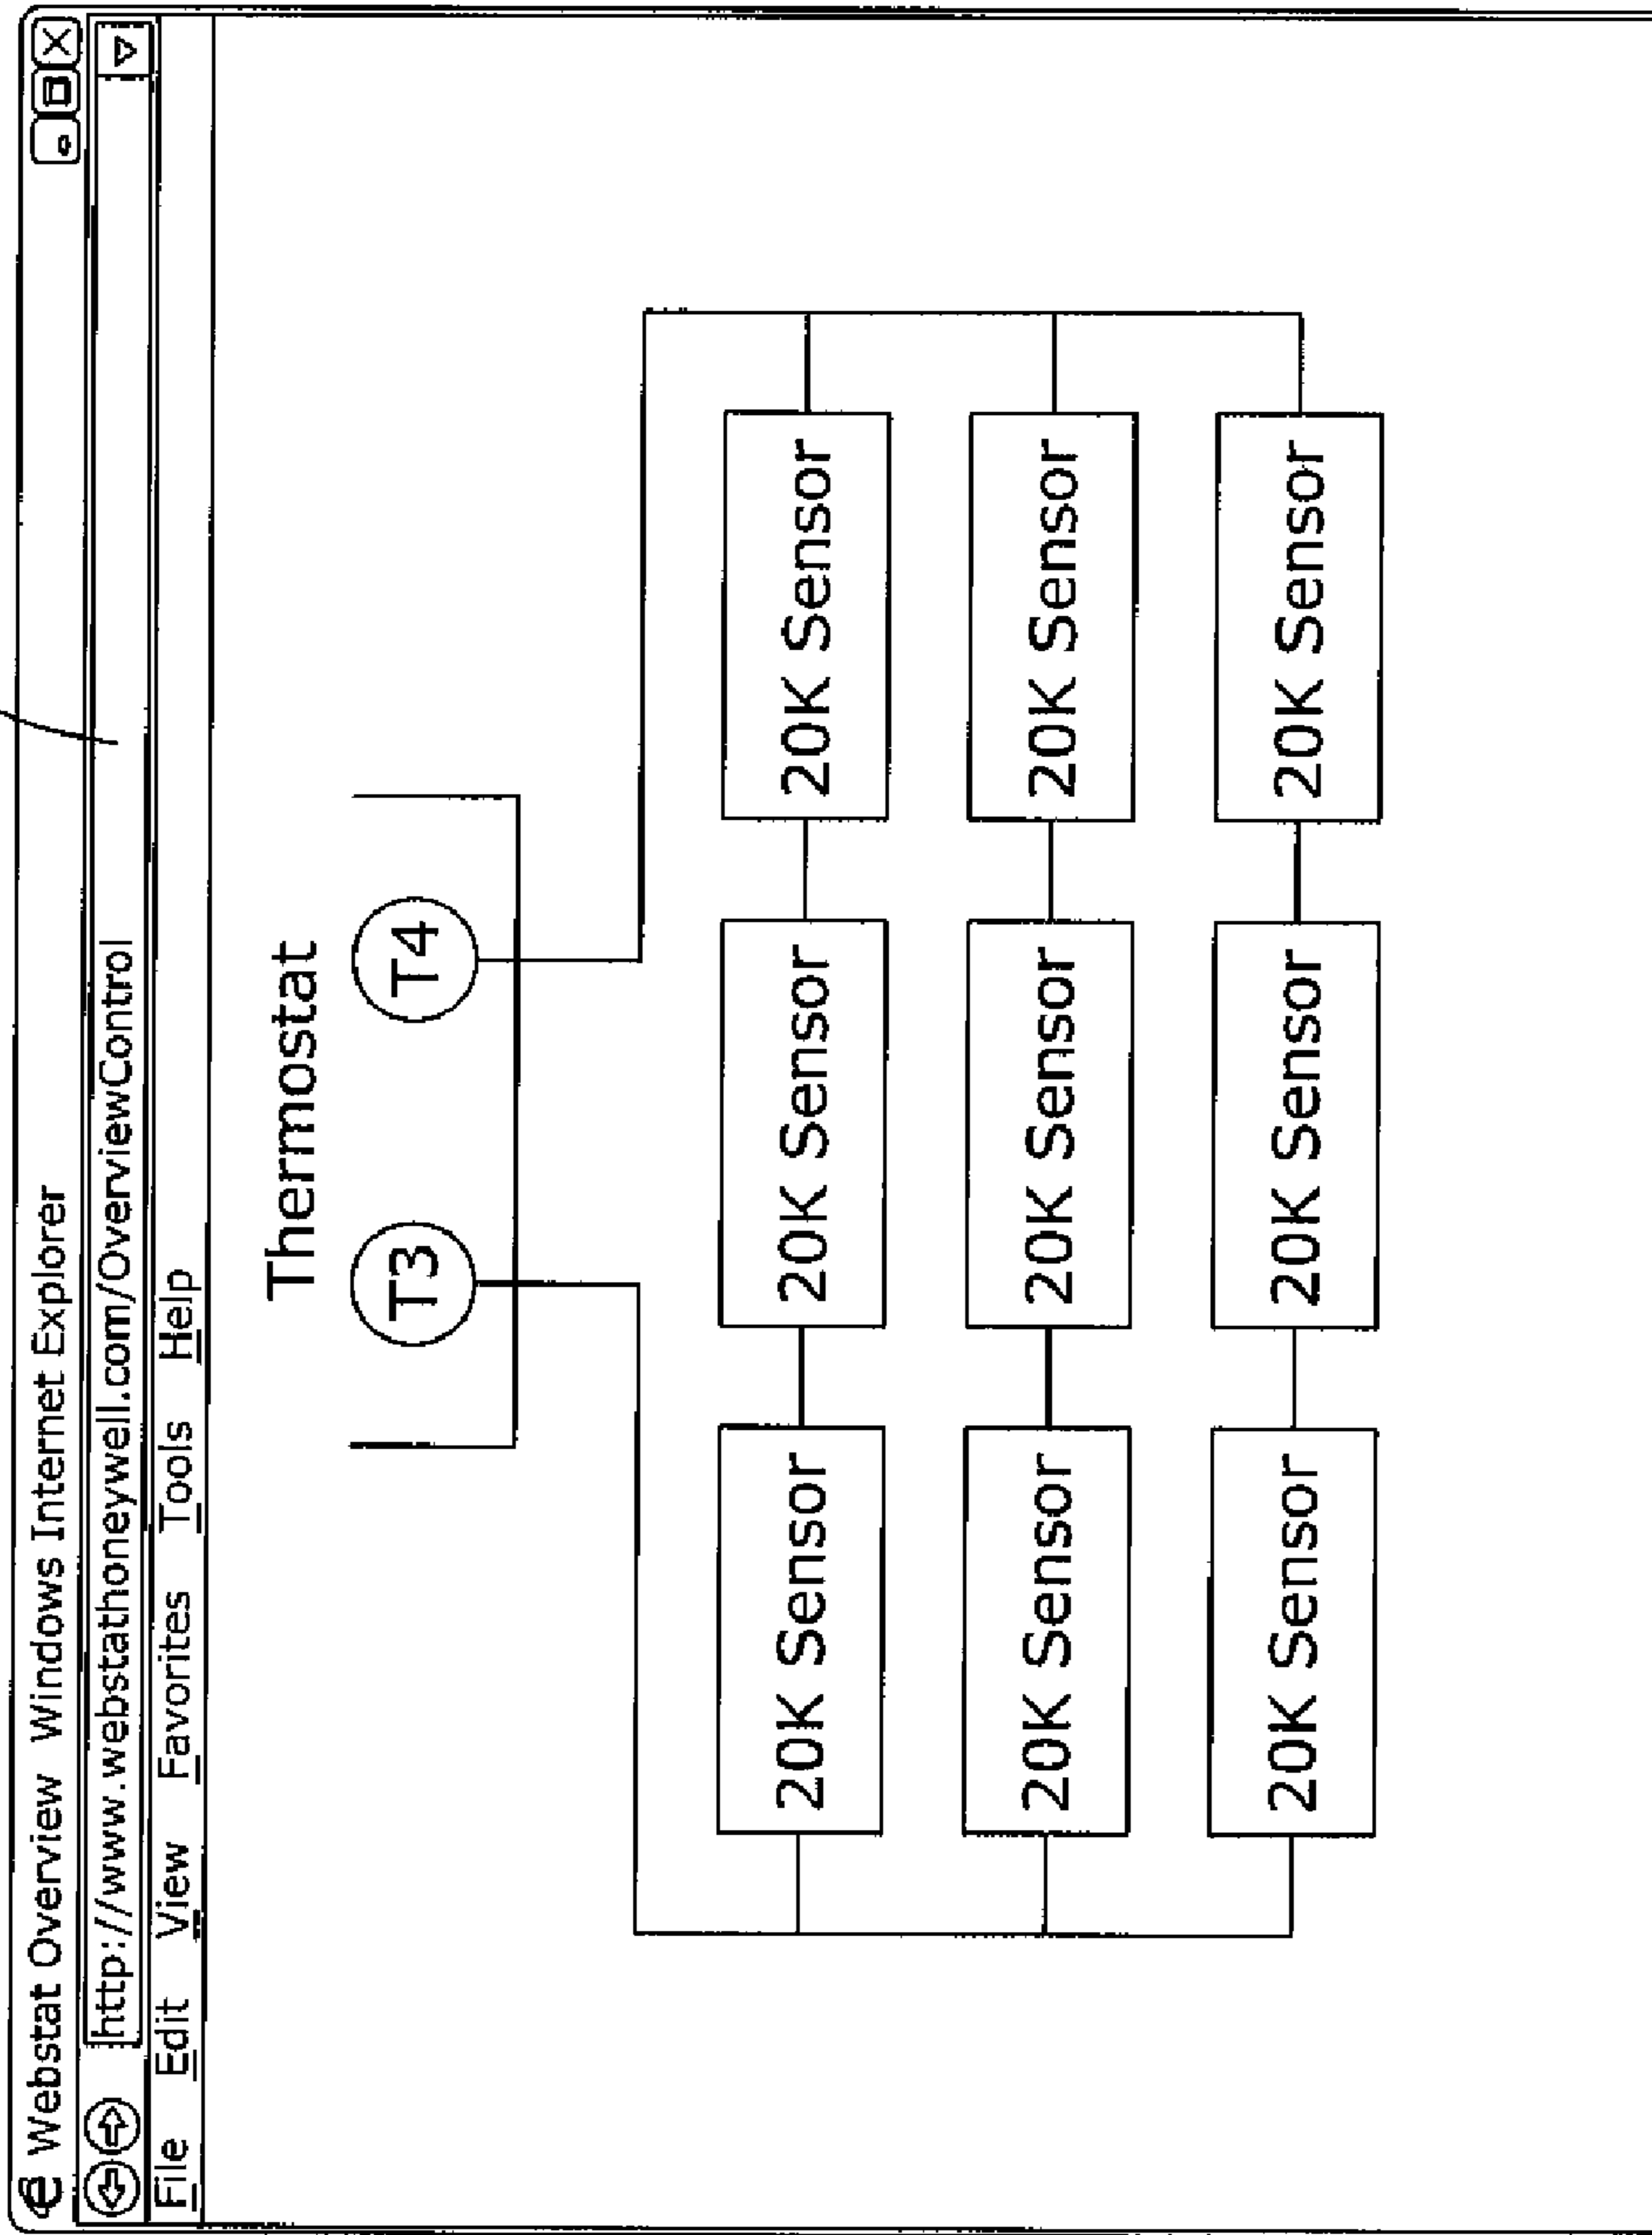 Webstat Overview Windows Internet Explorer
http://www.webstathoneywell.com/OverviewControl
File Edit View Favorites Tools Help
Thermostat
T3 T4
20K Sensor 20K Sensor 20K Sensor
20K Sensor 20K Sensor 20K Sensor
20K Sensor 20K Sensor 20K Sensor